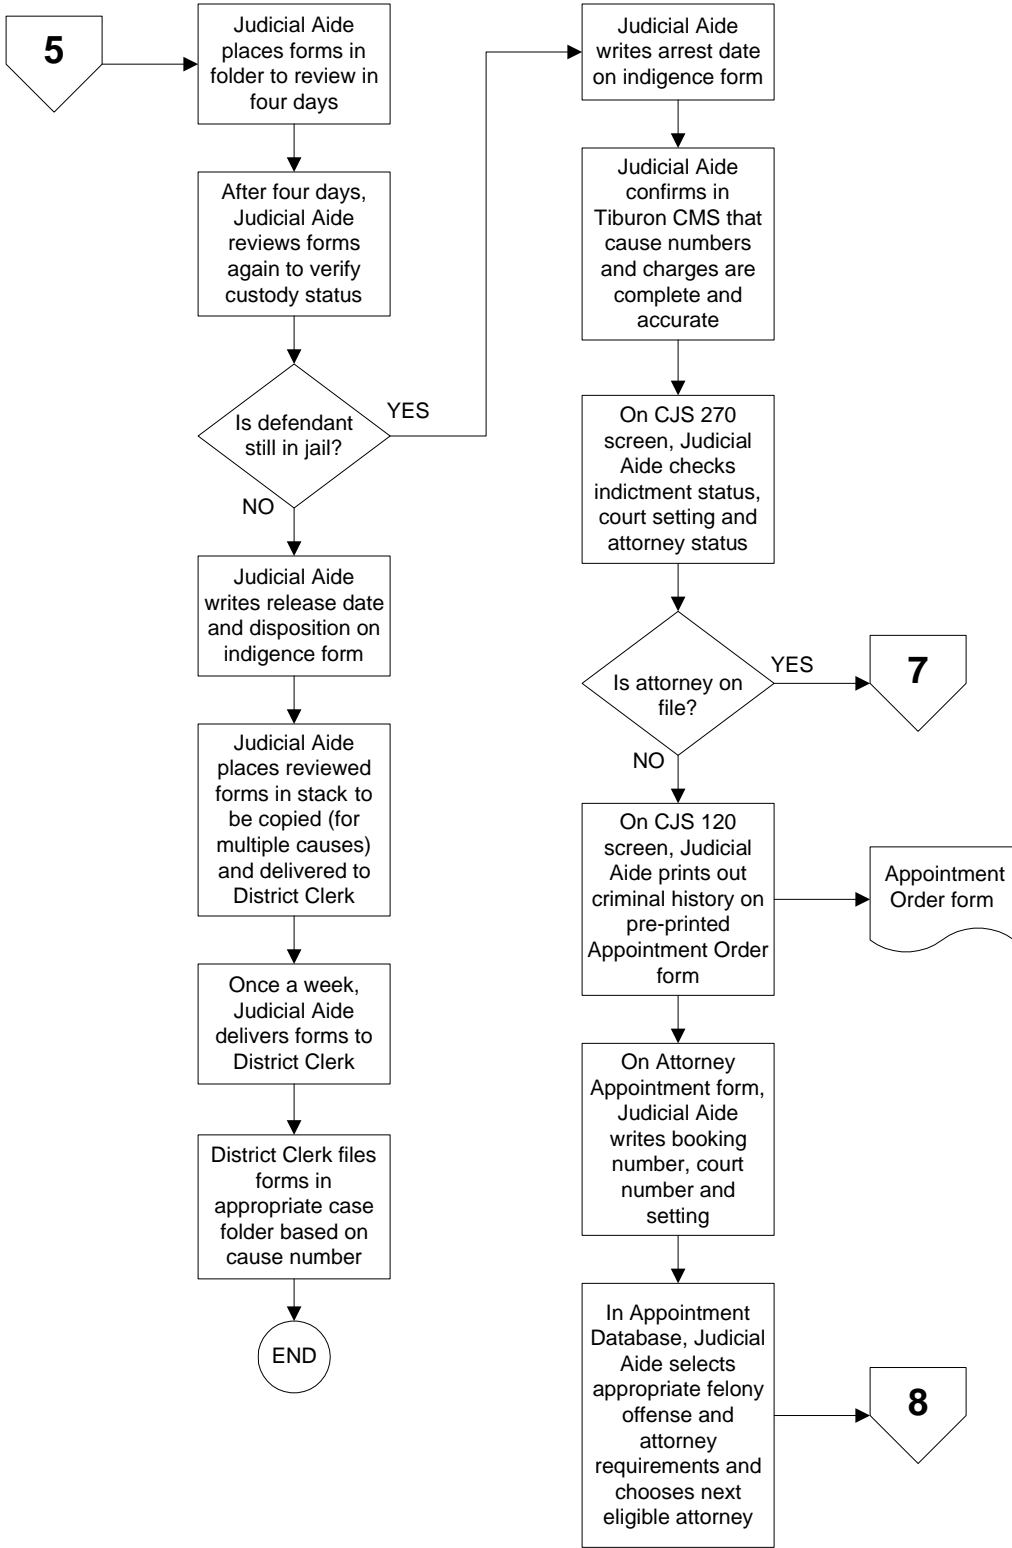 5
Judicial Aide
places forms in
folder to review in
four days
After four days,
Judicial Aide
reviews forms
again to verify
custody status
Is defendant
still in jail?
YES
NO
Judicial Aide
writes release date
and disposition on
indigence form
Judicial Aide
places reviewed
forms in stack to
be copied (for
multiple causes)
and delivered to
District Clerk
Once a week,
Judicial Aide
delivers forms to
District Clerk
District Clerk files
forms in
appropriate case
folder based on
cause number
END
Judicial Aide
writes arrest date
on indigence form
Judicial Aide
confirms in
Tiburon CMS that
cause numbers
and charges are
complete and
accurate
On CJS 270
screen, Judicial
Aide checks
indictment status,
court setting and
attorney status
Is attorney on
file?
YES
7
NO
On CJS 120
screen, Judicial
Aide prints out
criminal history on
pre-printed
Appointment Order
form
Appointment
Order form
On Attorney
Appointment form,
Judicial Aide
writes booking
number, court
number and
setting
In Appointment
Database, Judicial
Aide selects
appropriate felony
offense and
attorney
requirements and
chooses next
eligible attorney
8